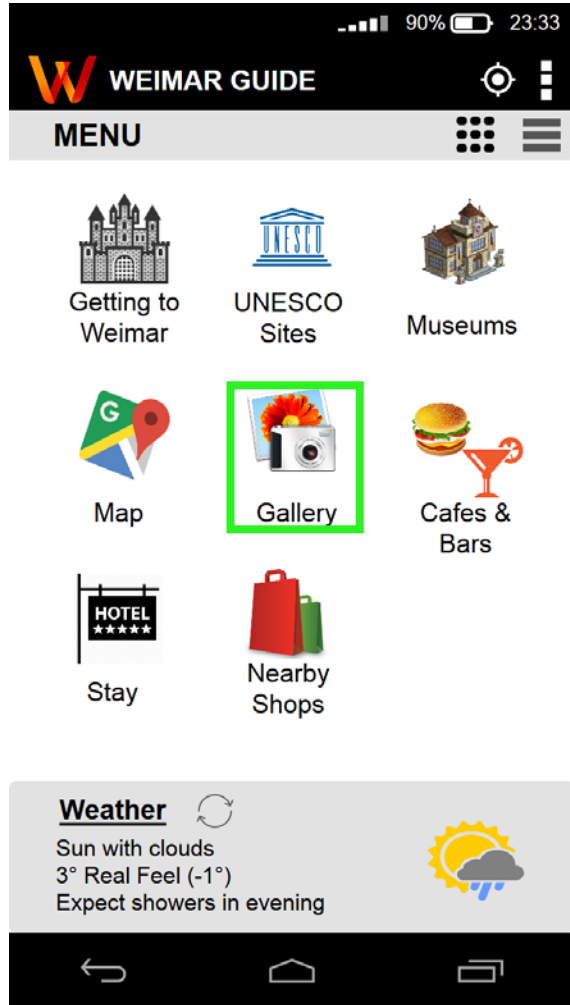 90% 23:33
WEIMAR GUIDE
MENU
Getting to
Weimar
UNESCO
UNESCO
Sites
Museums
G
Map
Gallery
Cafes &
Bars
HOTEL
★★★★★
Stay
Nearby
Shops
Weather
Sun with clouds
3° Real Feel (-1°)
Expect showers in evening